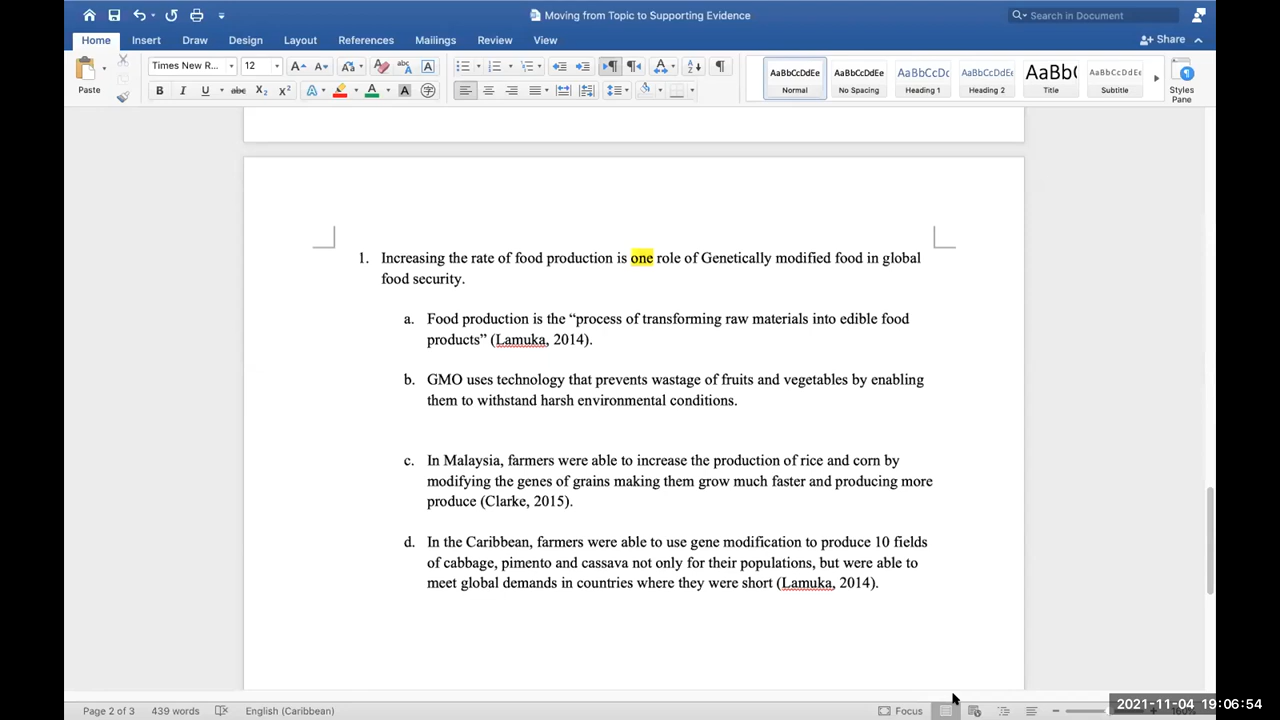 Moving from Topic to Supporting Evidence
Search in Document
Home Insert Draw Design Layout References Mailings Review View
Share
Paste
Times New R... 12
AaBbCcDdEe AaBbCcDdEe AaBbCcDc AaBbCcDdEe AaBb( AaBbCcDdEe
Normal No Spacing Heading 1 Heading 2 Title Subtitle
Styles
Pane
1. Increasing the rate of food production is one role of Genetically modified food in global
food security.
a. Food production is the “process of transforming raw materials into edible food
products” (Lamuka, 2014).
b. GMO uses technology that prevents wastage of fruits and vegetables by enabling
them to withstand harsh environmental conditions.
c. In Malaysia, farmers were able to increase the production of rice and corn by
modifying the genes of grains making them grow much faster and producing more
produce (Clarke, 2015).
d. In the Caribbean, farmers were able to use gene modification to produce 10 fields
of cabbage, pimento and cassava not only for their populations, but were able to
meet global demands in countries where they were short (Lamuka, 2014).
Page 2 of 3 439 words English (Caribbean) Focus
2021-11-04 19:06:54